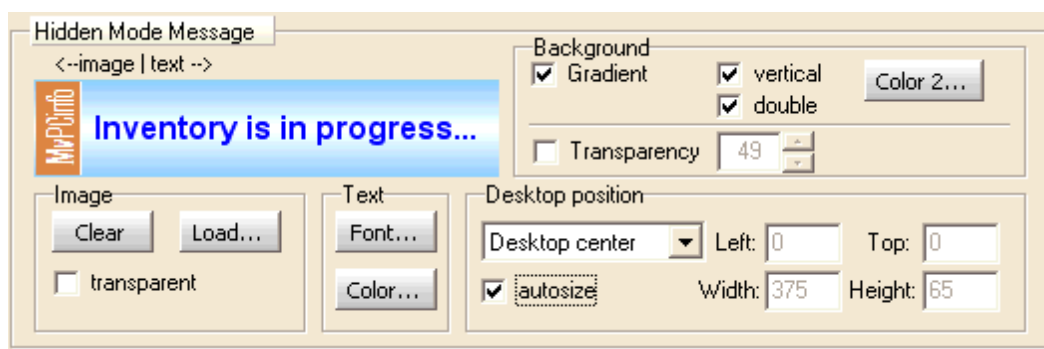 Hidden Mode Message
<--image | text -->
MyPCinfo
Inventory is in progress...
Background
Gradient
vertical
Color 2...
double
Transparency
49
Image
Clear
Load...
transparent
Text
Font...
Color...
Desktop position
Desktop center
Left: 0
Top: 0
autosize
Width: 375
Height: 65